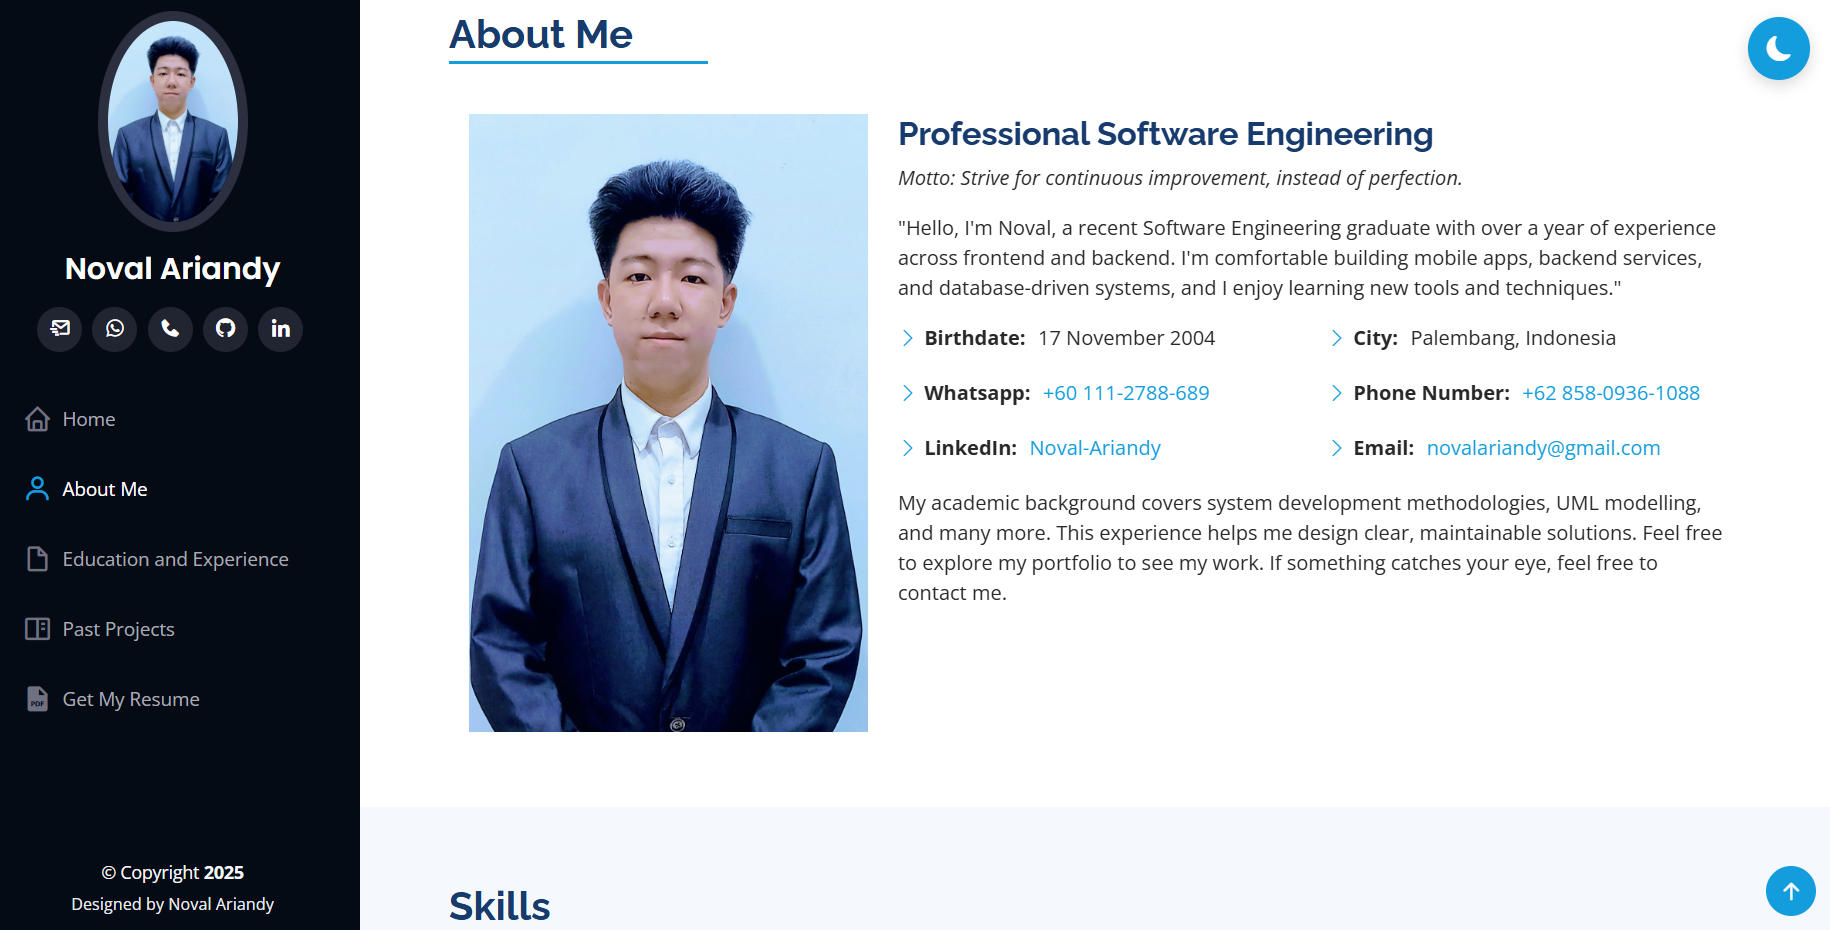 Noval Ariandy
Home
About Me
Education and Experience
Past Projects
PDF
Get My Resume
© Copyright 2025
Designed by Noval Ariandy
About Me
Professional Software Engineering
Motto: Strive for continuous improvement, instead of perfection.
"Hello, I'm Noval, a recent Software Engineering graduate with over a year of experience
across frontend and backend. I'm comfortable building mobile apps, backend services,
and database-driven systems, and I enjoy learning new tools and techniques."
Birthdate: 17 November 2004
City: Palembang, Indonesia
Whatsapp: +60 111-2788-689
Phone Number: +62 858-0936-1088
LinkedIn: Noval-Ariandy
Email: novalariandy@gmail.com
My academic background covers system development methodologies, UML modelling,
and many more. This experience helps me design clear, maintainable solutions. Feel free
to explore my portfolio to see my work. If something catches your eye, feel free to
contact me.
Skills